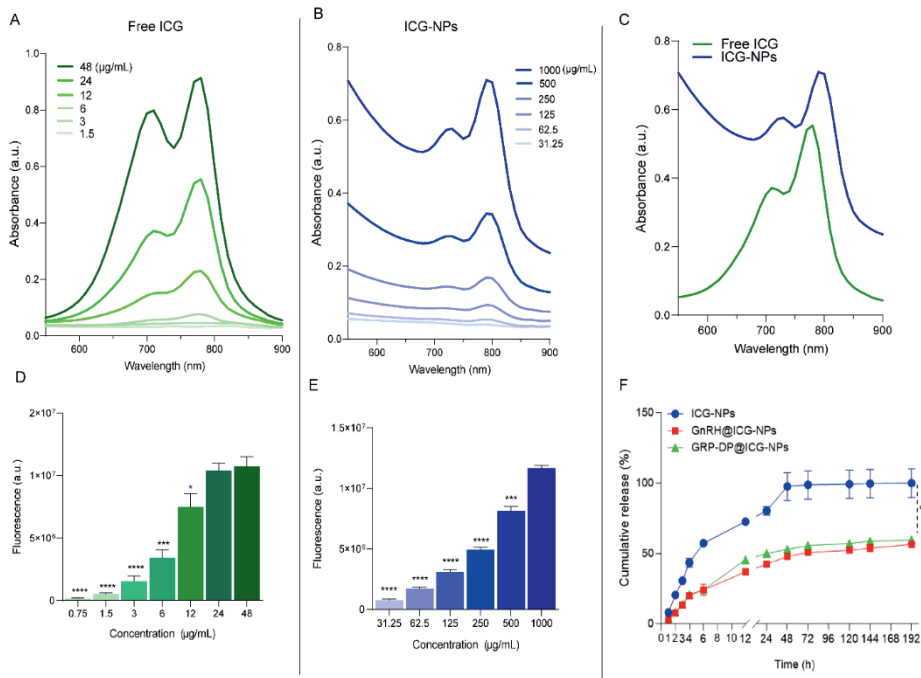 A
Free ICG
Absorbance (a.u.)
1.0
0.8
0.6
0.4
0.2
0.0
48 (µg/mL)
24
12
6
3
1.5
600
700
800
900
Wavelength (nm)
B
ICG-NPs
Absorbance (a.u.)
0.8
0.6
0.4
0.2
0.0
1000 (µg/mL)
500
250
125
62.5
31.25
600
700
800
900
Wavelength (nm)
C
Absorbance (a.u.)
0.8
0.6
0.4
0.2
0.0
Free ICG
ICG-NPs
600
700
800
900
Wavelength (nm)
D
Fluorescence (a.u.)
2×10⁷
1×10⁷
5×10⁶
0
****
****
****
***
*
0.75 1.5 3 6 12 24 48
Concentration (µg/mL)
E
Fluorescence (a.u.)
1.5×10⁷
1×10⁷
5×10⁶
0
****
****
****
****
***
31.25 62.5 125 250 500 1000
Concentration (µg/mL)
F
Cumulative release (%)
150
100
50
0
ICG-NPs
GnRH@ICG-NPs
GRP-DP@ICG-NPs
0 1 2 3 4 6 8 10 12 24 48 72 96 120 144 168 192
Time (h)